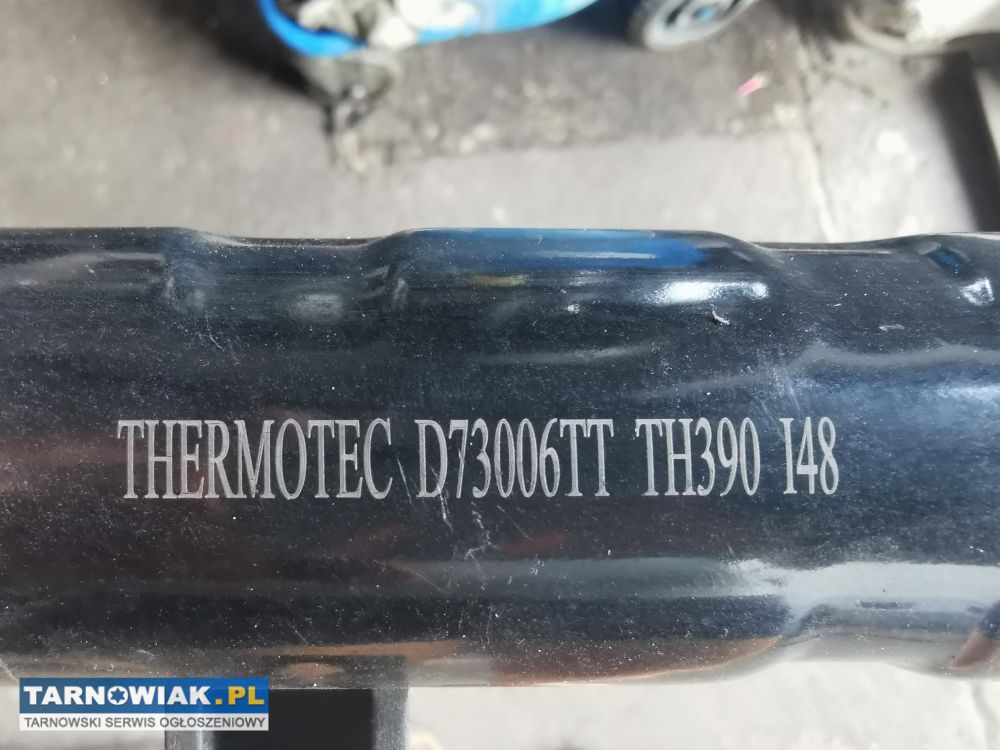 THERMOTEC D73006TT TH390 I48
TARNOWIAK.PL
TARNOWSKI SERWIS OGŁOSZENIOWY